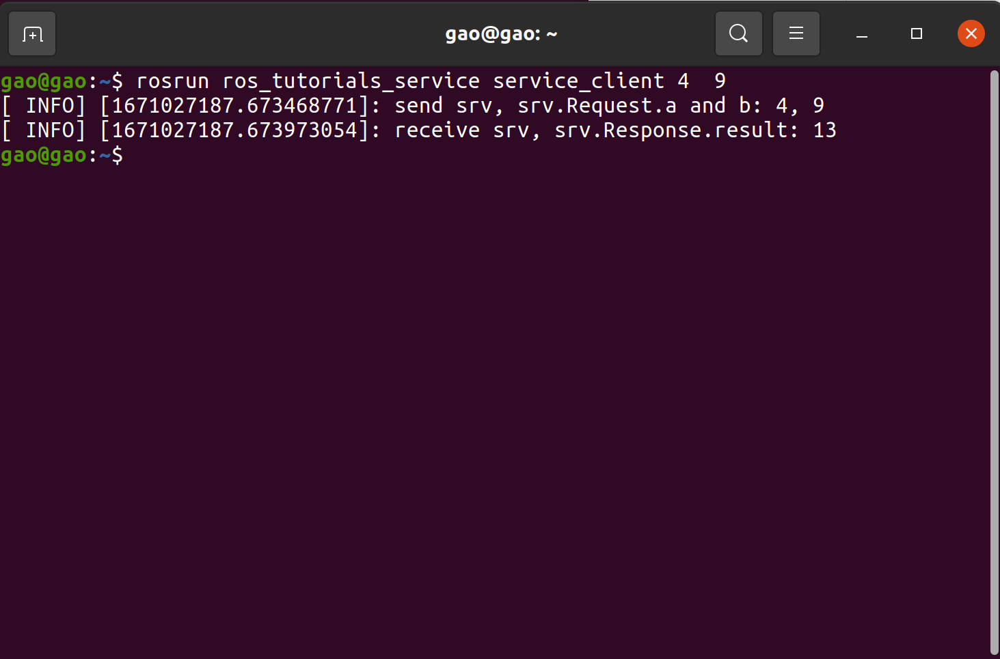 gao@gao: ~
gao@gao:~$ rosrun ros_tutorials_service service_client 4  9
[ INFO] [1671027187.673468771]: send srv, srv.Request.a and b: 4, 9
[ INFO] [1671027187.673973054]: receive srv, srv.Response.result: 13
gao@gao:~$